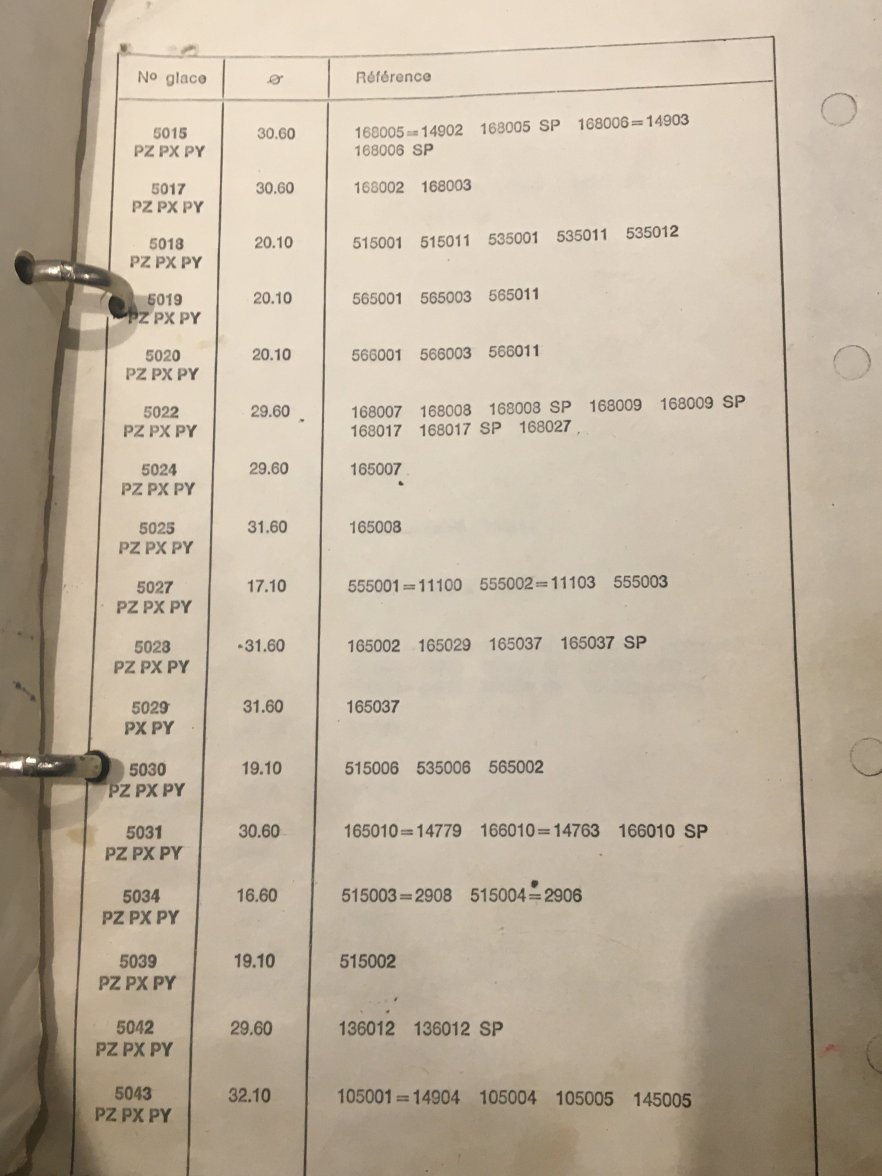 Nº glace ⌀ Référence
5015 30.60 168005=14902 168005 SP 168006=14903
PZ PX PY 168006 SP
5017 30.60 168002 168003
PZ PX PY
5018 20.10 515001 515011 535001 535011 535012
PZ PX PY
5019 20.10 565001 565003 565011
PZ PX PY
5020 20.10 566001 566003 566011
PZ PX PY
5022 29.60 168007 168008 168008 SP 168009 168009 SP
PZ PX PY 168017 168017 SP 168027
5024 29.60 165007
PZ PX PY
5025 31.60 165008
PZ PX PY
5027 17.10 555001=11100 555002=11103 555003
PZ PX PY
5028 31.60 165002 165029 165037 165037 SP
PZ PX PY
5029 31.60 165037
PX PY
5030 19.10 515006 535006 565002
PZ PX PY
5031 30.60 165010=14779 166010=14763 166010 SP
PZ PX PY
5034 16.60 515003=2908 515004=2906
PZ PX PY
5039 19.10 515002
PZ PX PY
5042 29.60 136012 136012 SP
PZ PX PY
5043 32.10 105001=14904 105004 105005 145005
PZ PX PY